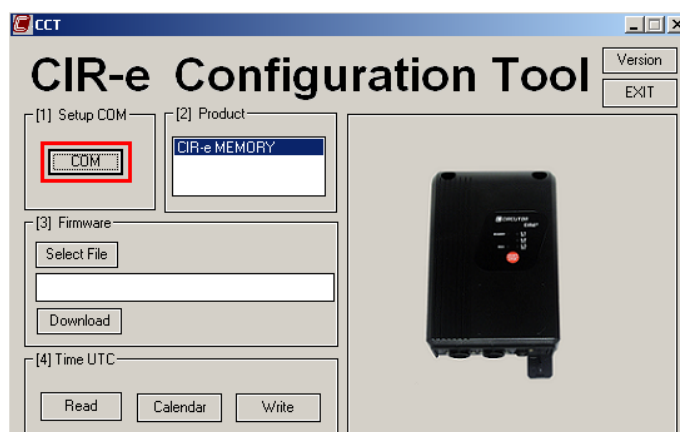 CCT
CIR-e Configuration Tool
Version
EXIT
[1] Setup COM
COM
[2] Product
CIR-e MEMORY
[3] Firmware
Select File
Download
[4] Time UTC
Read
Calendar
Write
CIRCUTOR